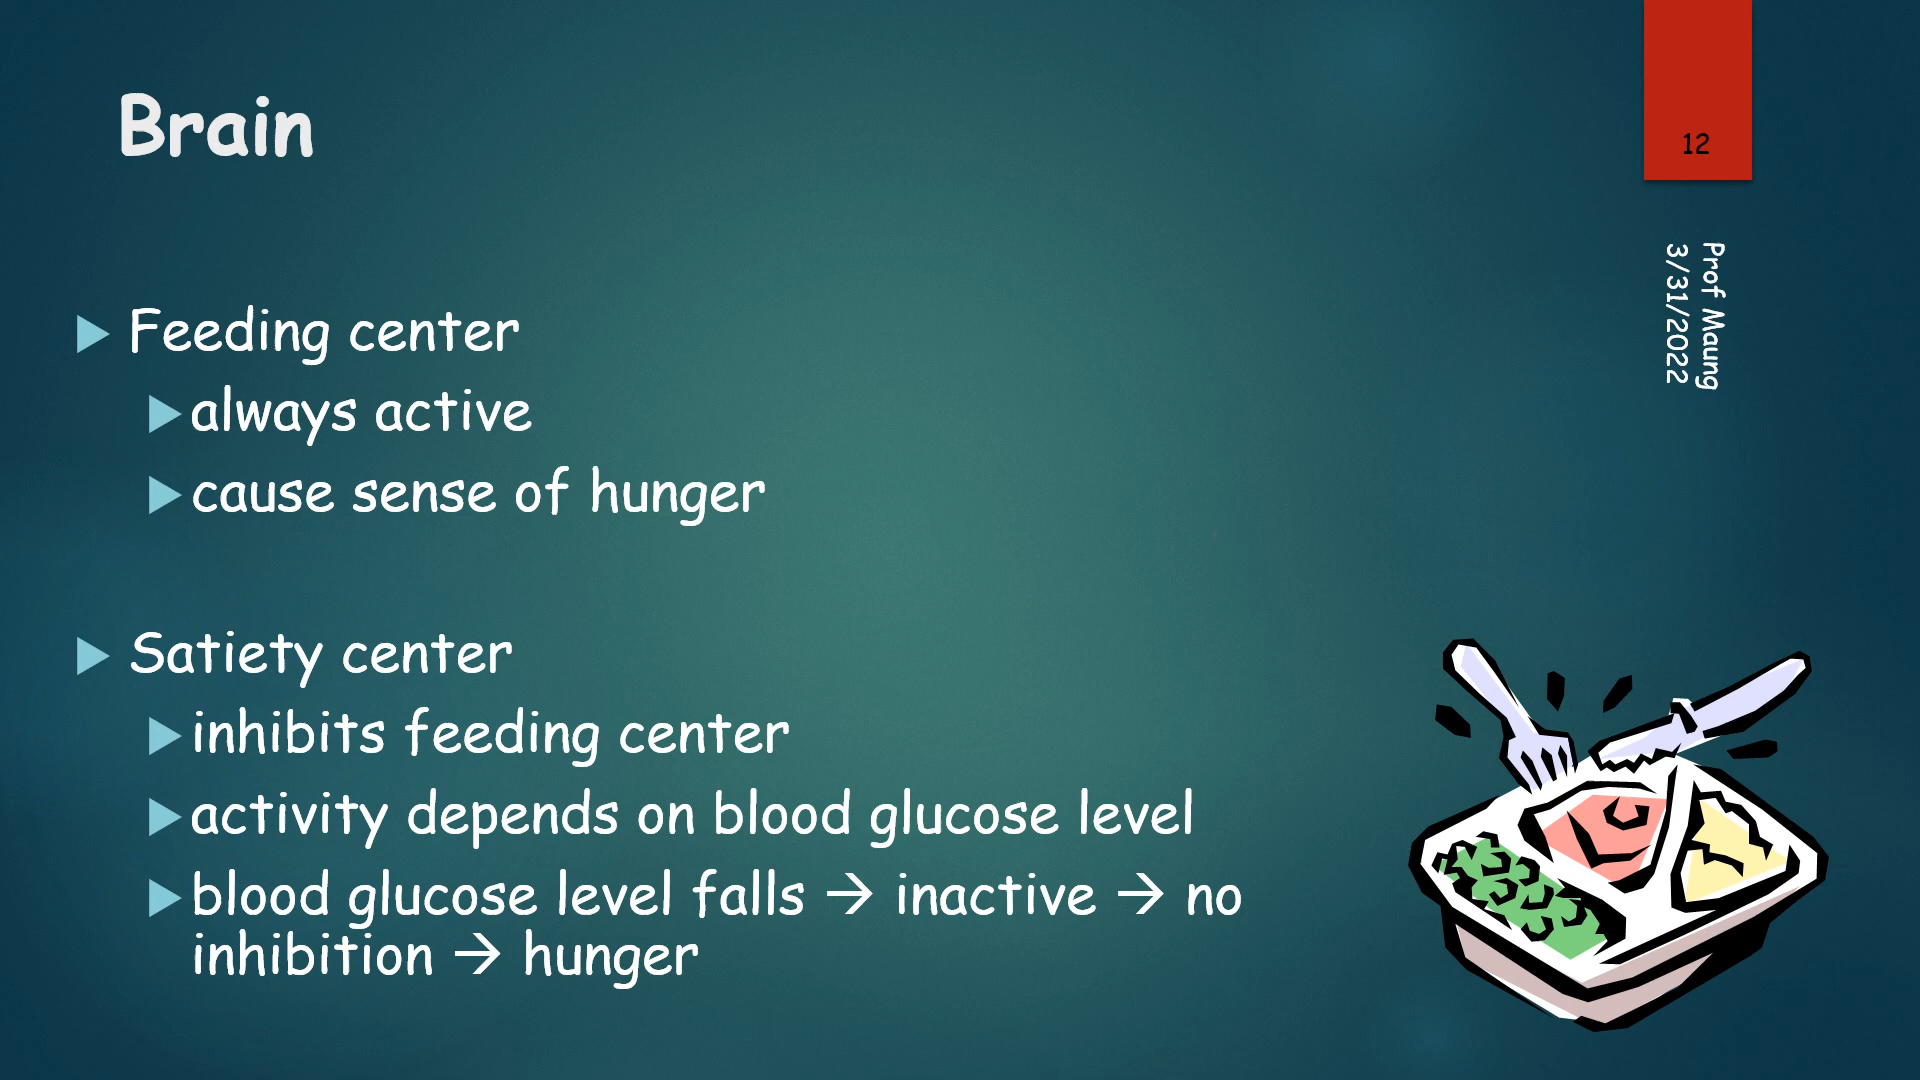 Brain
12
Prof Maung
3/31/2022
Feeding center
always active
cause sense of hunger
Satiety center
inhibits feeding center
activity depends on blood glucose level
blood glucose level falls → inactive → no
inhibition → hunger